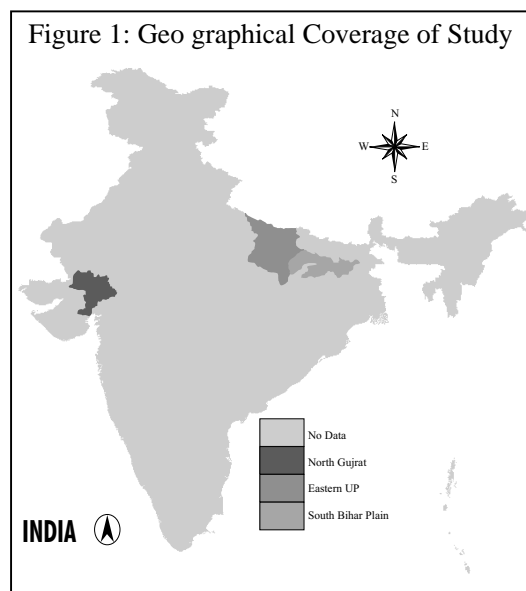 Figure 1: Geo graphical Coverage of Study
N
W E
S
No Data
North Gujrat
Eastern UP
South Bihar Plain
INDIA